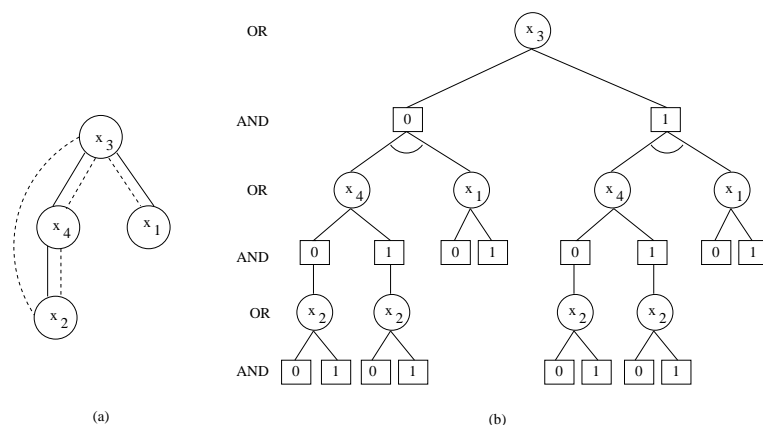 OR x3
AND 0 1
x3
OR x4 x1 x4 x1
x4 x1
AND 0 1 0 1 0 1 0 1
x2
OR x2 x2 x2 x2
AND 0 1 0 1 0 1 0 1
(a) (b)